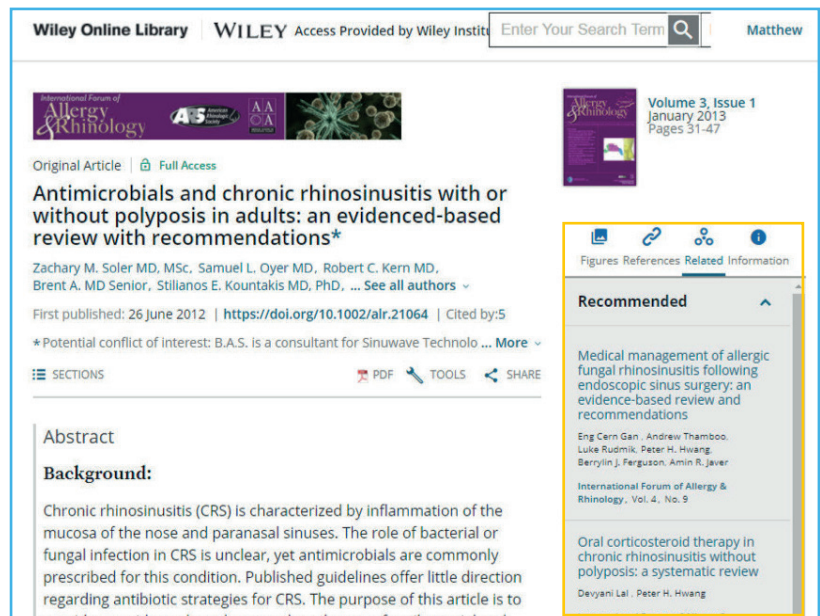 Wiley Online Library WILEY Access Provided by Wiley Institu Enter Your Search Term Matthew
International Forum of
Allergy
& Rhinology ARS American Rhinologic Society AAOA
Volume 3, Issue 1
January 2013
Pages 31-47
Original Article Full Access
Antimicrobials and chronic rhinosinusitis with or
without polyposis in adults: an evidenced-based
review with recommendations*
Zachary M. Soler MD, MSc, Samuel L. Oyer MD, Robert C. Kern MD,
Brent A. MD Senior, Stilianos E. Kountakis MD, PhD, ... See all authors
First published: 26 June 2012 | https://doi.org/10.1002/alr.21064 | Cited by:5
* Potential conflict of interest: B.A.S. is a consultant for Sinuwave Technolo ... More
SECTIONS PDF TOOLS SHARE
Abstract
Background:
Chronic rhinosinusitis (CRS) is characterized by inflammation of the
mucosa of the nose and paranasal sinuses. The role of bacterial or
fungal infection in CRS is unclear, yet antimicrobials are commonly
prescribed for this condition. Published guidelines offer little direction
regarding antibiotic strategies for CRS. The purpose of this article is to
Figures References Related Information
Recommended
Medical management of allergic
fungal rhinosinusitis following
endoscopic sinus surgery: an
evidence-based review and
recommendations
Eng Cern Gan , Andrew Thamboo,
Luke Rudmik, Peter H. Hwang,
Berrylin J. Ferguson, Amin R. Javer
International Forum of Allergy &
Rhinology, Vol. 4, No. 9
Oral corticosteroid therapy in
chronic rhinosinusitis without
polyposis: a systematic review
Devyani Lal , Peter H. Hwang